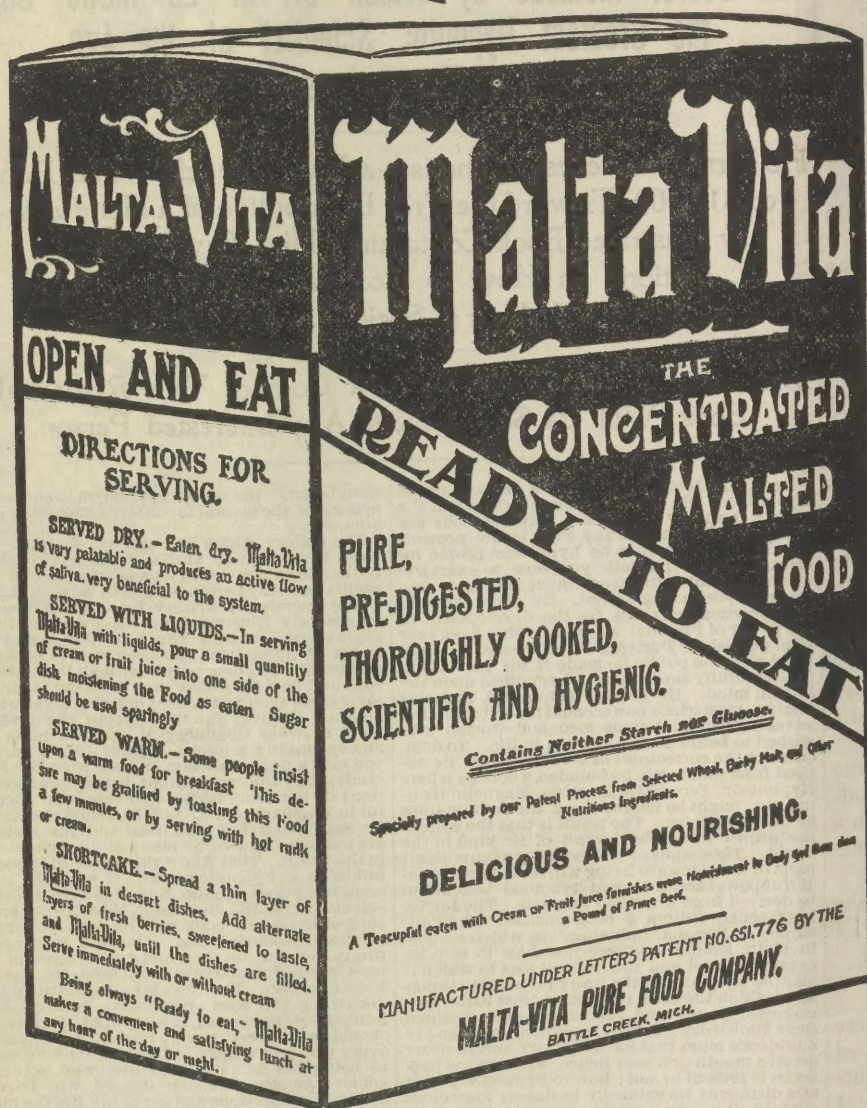 MALTA-VITA
OPEN AND EAT
DIRECTIONS FOR
SERVING.
SERVED DRY. – Eaten dry. Malta Vita
is very palatable and produces an active flow
of saliva. very beneficial to the system.
SERVED WITH LIQUIDS. – In serving
Malta-Vita with liquids, pour a small quantity
of cream or fruit juice into one side of the
dish moistening the Food as eaten. Sugar
should be used sparingly
SERVED WARM. – Some people insist
upon a warm food for breakfast 'This de-
sire may be gratified by toasting this Food
a few minutes, or by serving with hot milk
or cream.
SHORTCAKE. – Spread a thin layer of
Malta-Vita in dessert dishes. Add alternate
layers of fresh berries, sweetened to taste,
and Malta-Vita, until the dishes are filled.
Serve immediately with or without cream
Being always "Ready to eat," Malta-Vita
makes a convenient and satisfying lunch at
any hour of the day or night.
Malta Vita
THE
CONCENTRATED
MALTED
FOOD
READY TO EAT
PURE,
PRE-DIGESTED,
THOROUGHLY COOKED,
SCIENTIFIC AND HYGIENIC.
Contains Neither Starch nor Glucose.
Specially prepared by our Patent Process from Selected Wheat, Barley Malt, and Other
Nutritious Ingredients.
DELICIOUS AND NOURISHING.
A Teacupful eaten with Cream or Fruit Juice furnishes more Nourishment to Body and Brain than
a Pound of Prime Beef.
MANUFACTURED UNDER LETTERS PATENT NO. 651.776 BY THE
MALTA-VITA PURE FOOD COMPANY.
BATTLE CREEK, MICH.